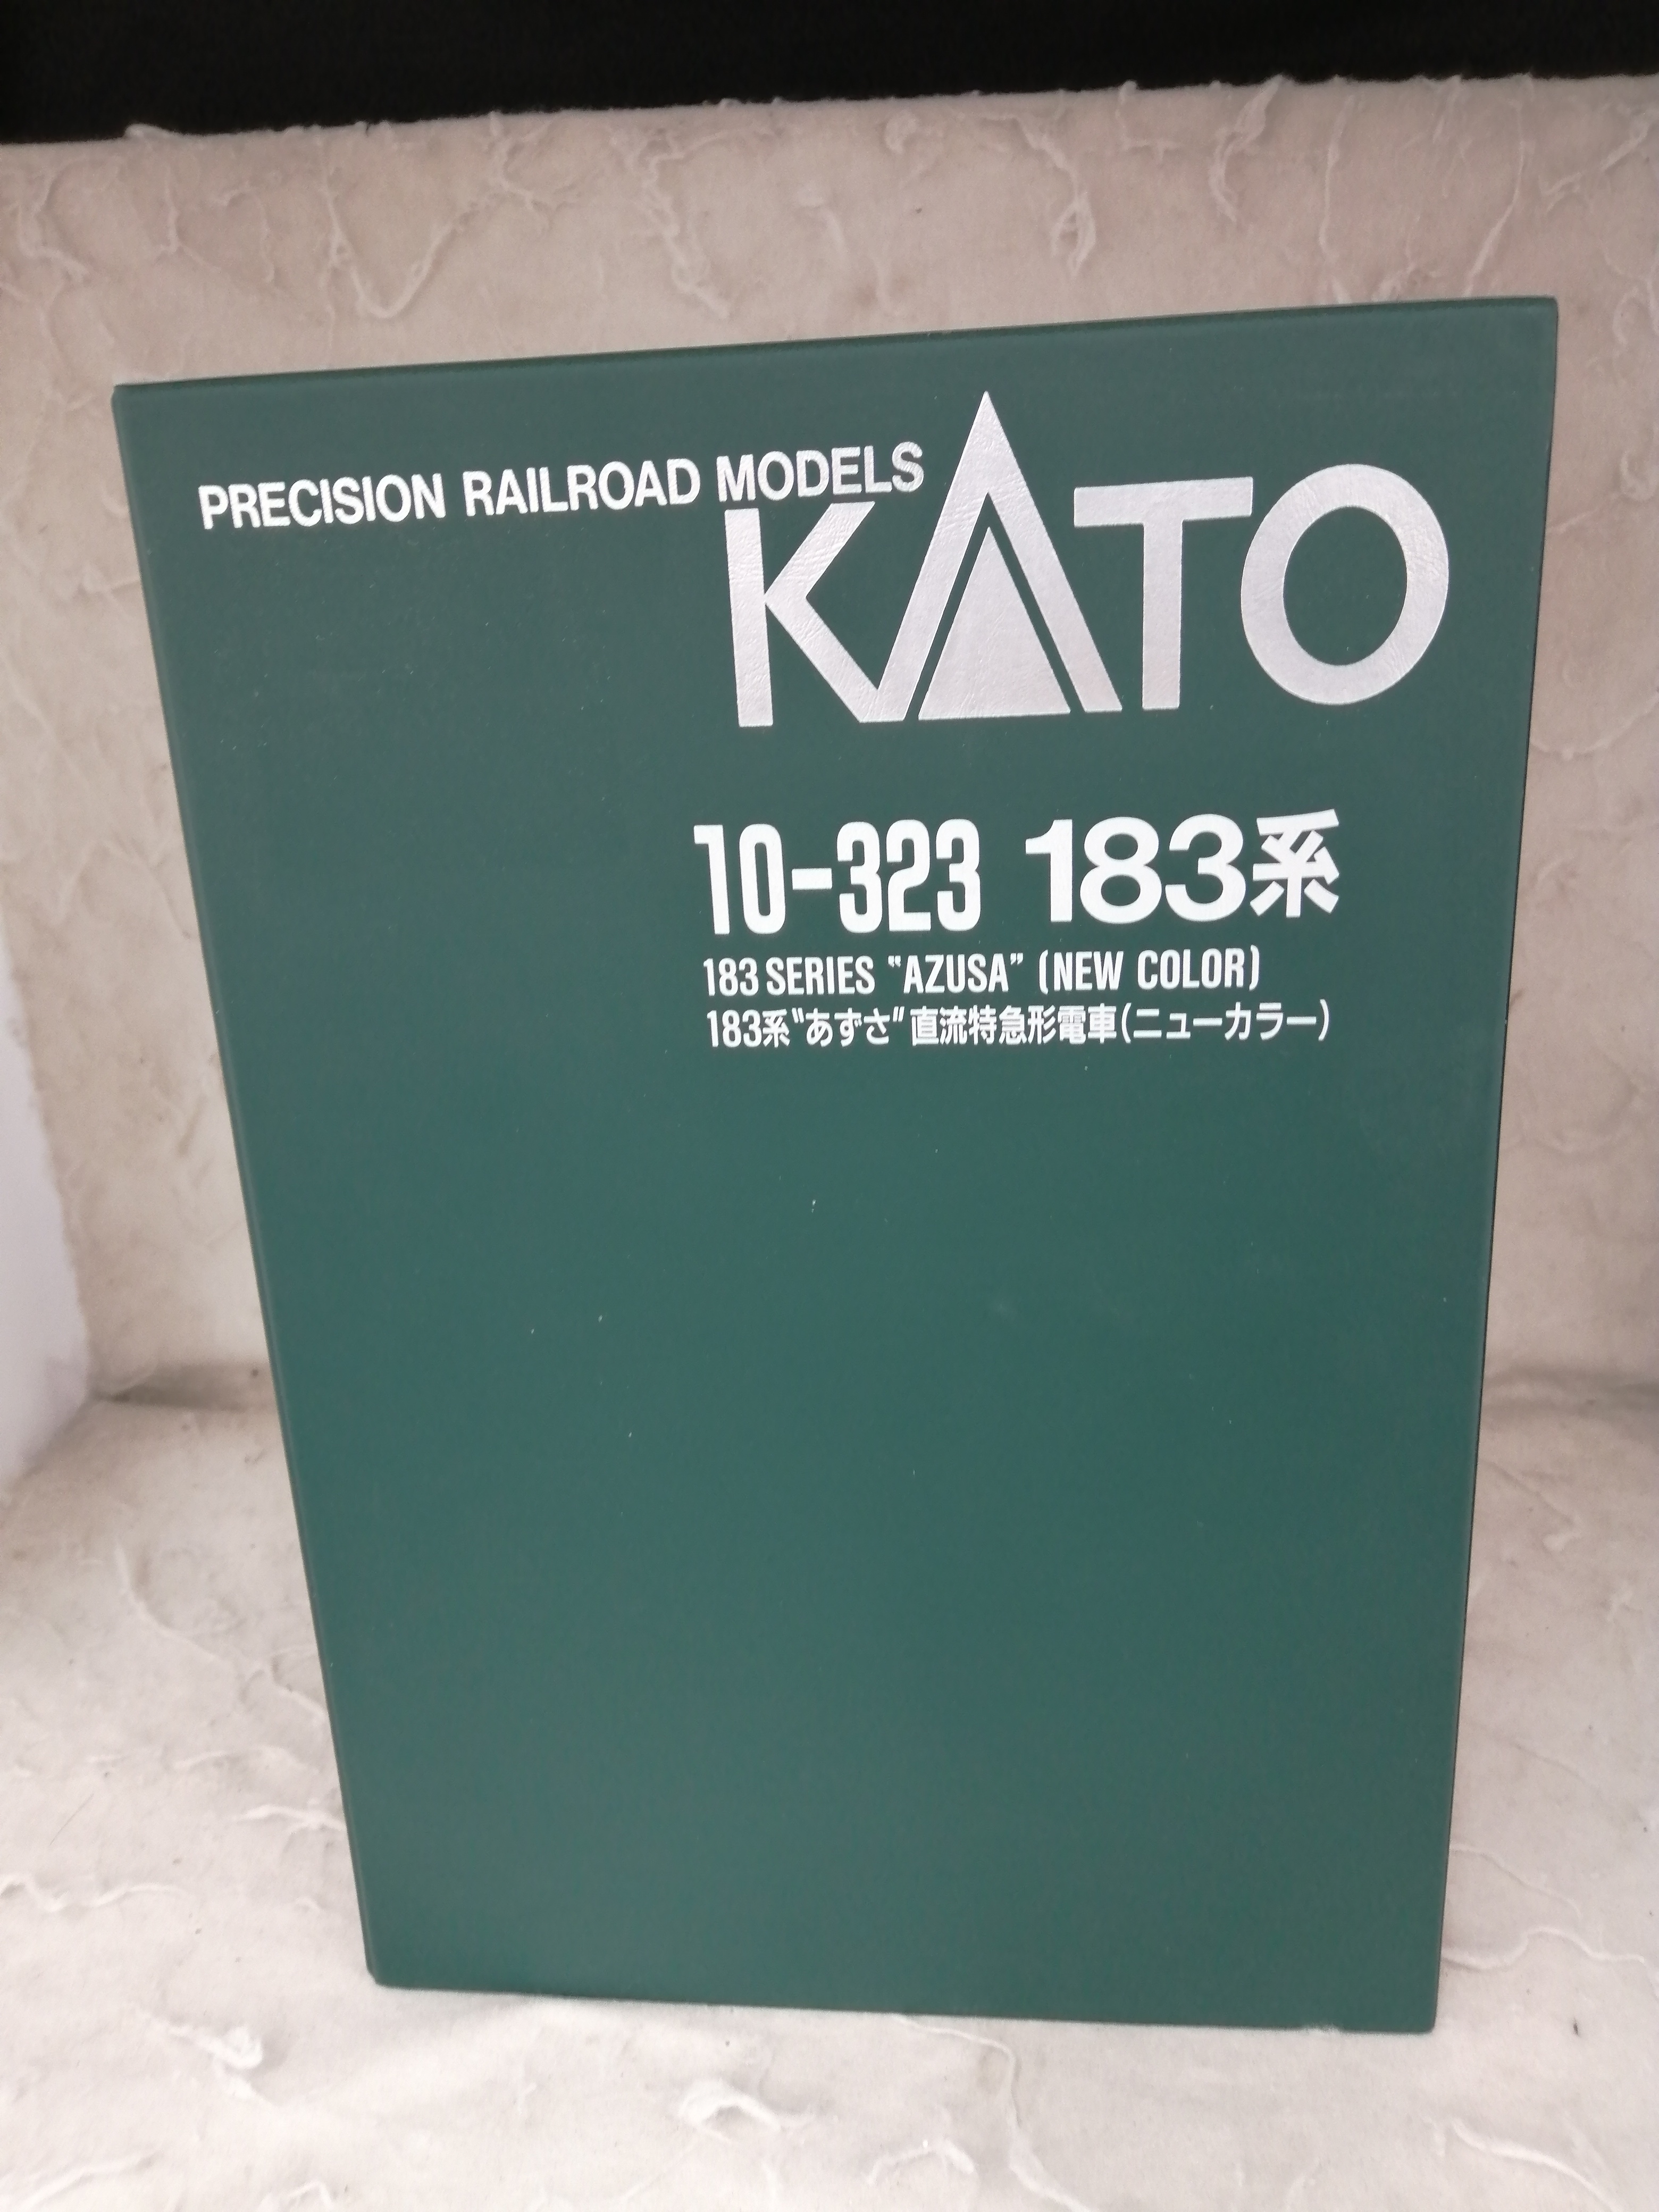 PRECISION RAILROAD MODELS
KATO
10-323 183系
183 SERIES "AZUSA" (NEW COLOR)
183系"あずさ"直流特急形電車(ニューカラー)